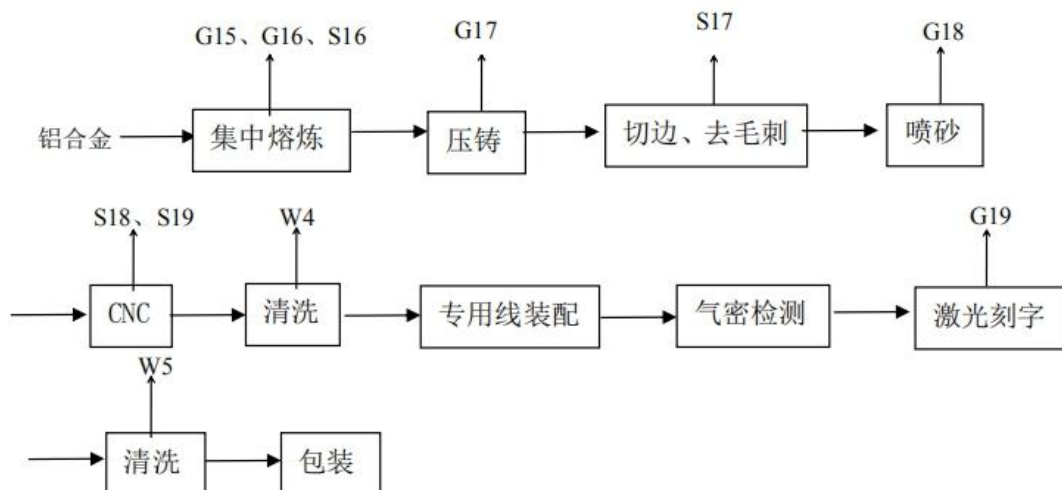 G15、G16、S16 G17 S17 G18
铝合金 集中熔炼 压铸 切边、去毛刺 喷砂
S18、S19 W4 G19
CNC 清洗 专用线装配 气密检测 激光刻字
W5
清洗 包装